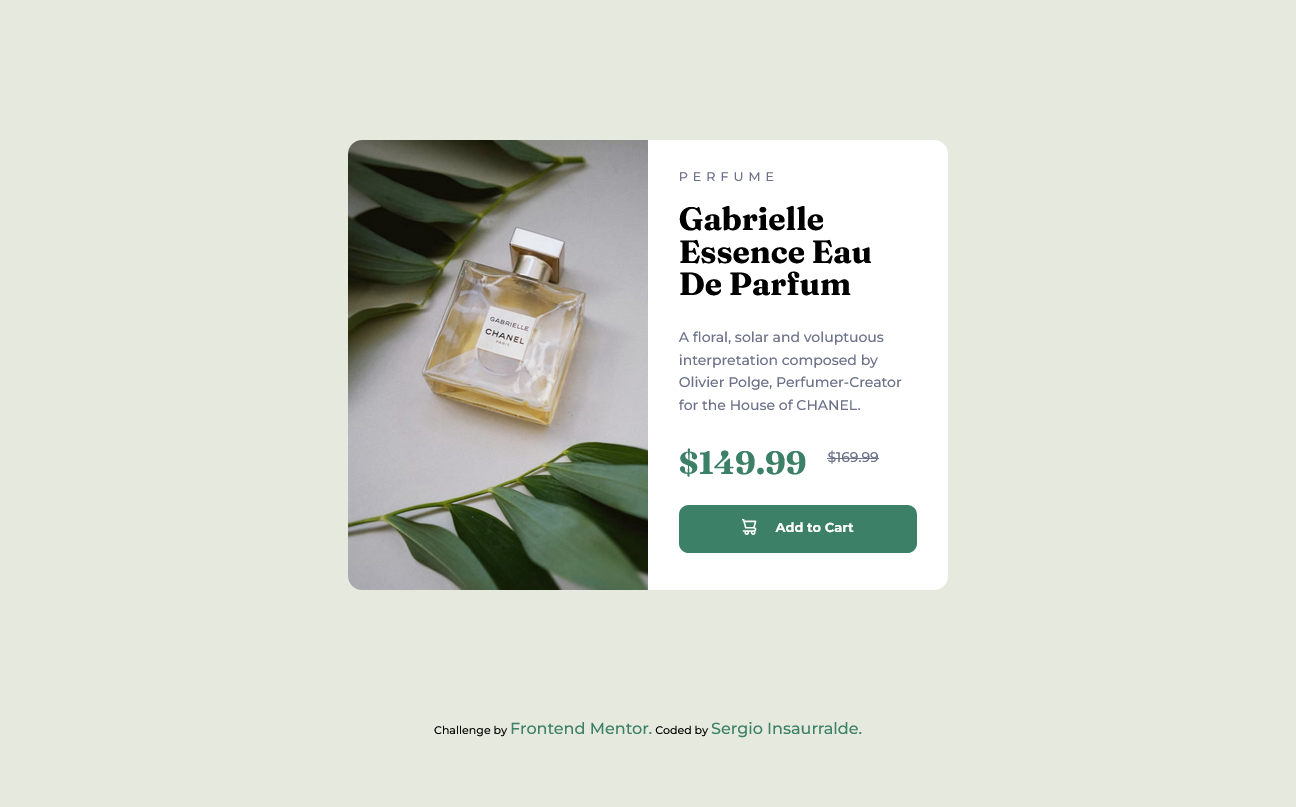 PERFUME
Gabrielle
Essence Eau
De Parfum
A floral, solar and voluptuous
interpretation composed by
Olivier Polge, Perfumer-Creator
for the House of CHANEL.
$149.99 $169.99
Add to Cart
GABRIELLE
CHANEL
PARIS
Challenge by Frontend Mentor. Coded by Sergio Insaurralde.